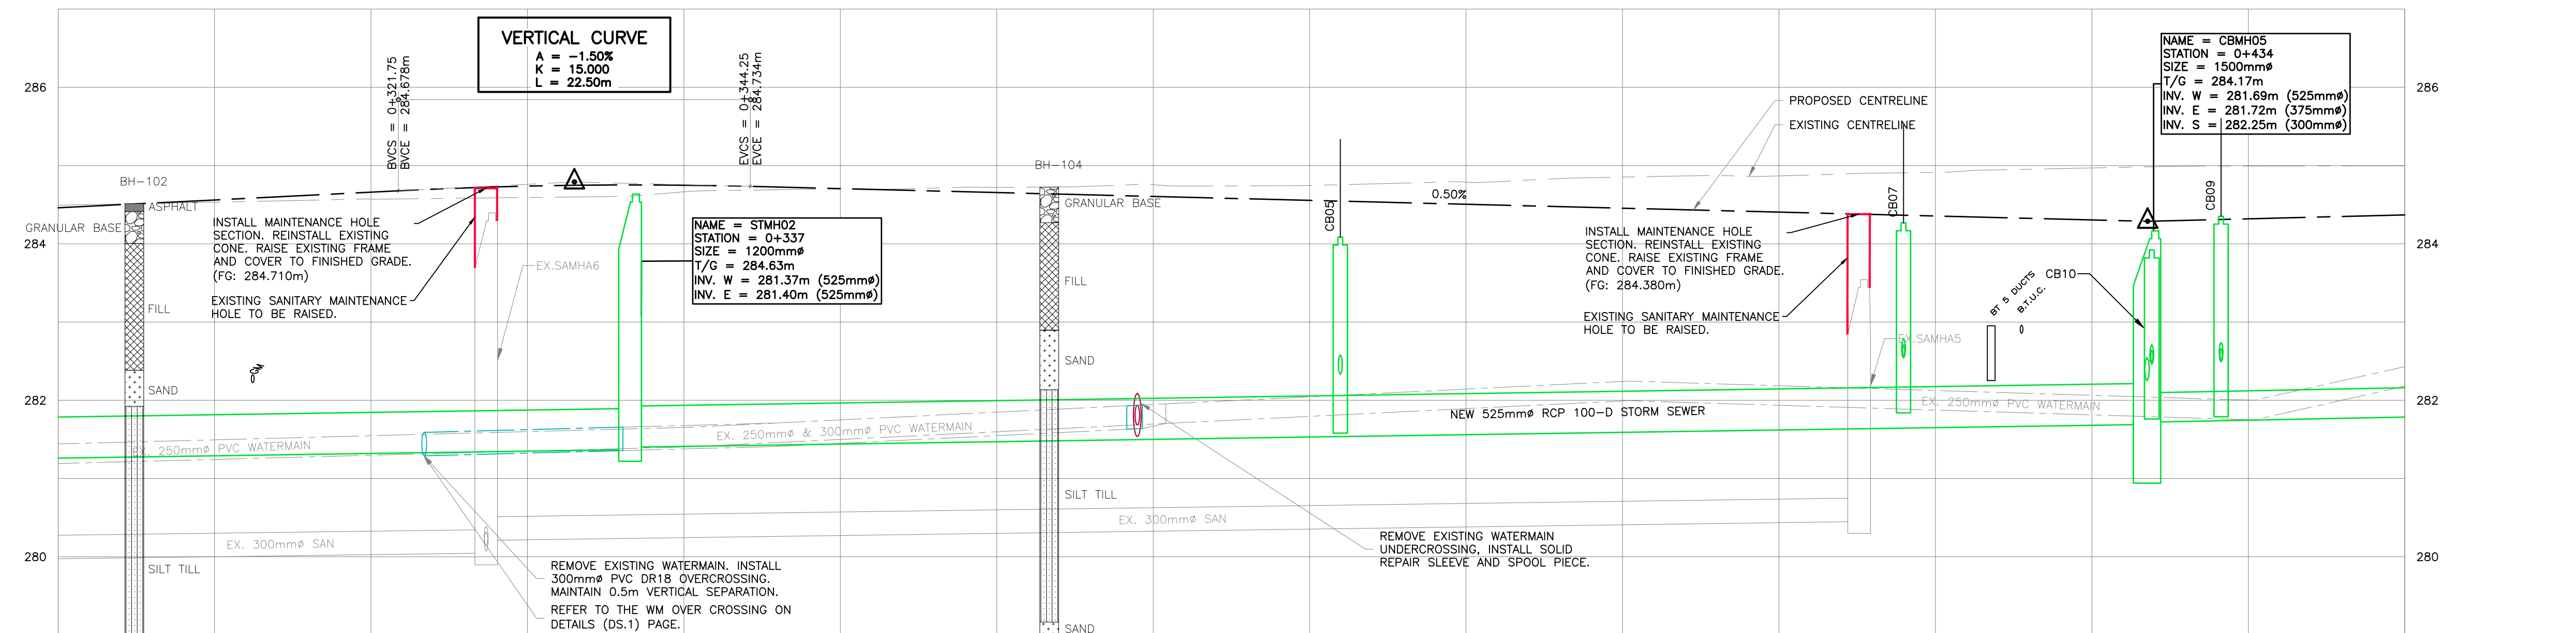 286
284
282
280
VERTICAL CURVE
A = -1.50%
K = 15.000
L = 22.50m
BVCS = 0+321.75
BVCE = 284.678m
EVCS = 0+344.25
EVCE = 284.734m
BH-102
ASPHALT
GRANULAR BASE
FILL
SAND
SILT TILL
GM
INSTALL MAINTENANCE HOLE
SECTION. REINSTALL EXISTING
CONE. RAISE EXISTING FRAME
AND COVER TO FINISHED GRADE.
(FG: 284.710m)
EXISTING SANITARY MAINTENANCE
HOLE TO BE RAISED.
EX.SAMHA6
NAME = STMH02
STATION = 0+337
SIZE = 1200mmø
T/G = 284.63m
INV. W = 281.37m (525mmø)
INV. E = 281.40m (525mmø)
EX. 250mmø PVC WATERMAIN
EX. 250mmø & 300mmø PVC WATERMAIN
EX. 300mmø SAN
REMOVE EXISTING WATERMAIN. INSTALL
300mmø PVC DR18 OVERCROSSING.
MAINTAIN 0.5m VERTICAL SEPARATION.
REFER TO THE WM OVER CROSSING ON
DETAILS (DS.1) PAGE.
BH-104
GRANULAR BASE
FILL
SAND
SILT TILL
SAND
EX. 300mmø SAN
CB05
0.50%
REMOVE EXISTING WATERMAIN
UNDERCROSSING, INSTALL SOLID
REPAIR SLEEVE AND SPOOL PIECE.
NEW 525mmø RCP 100-D STORM SEWER
PROPOSED CENTRELINE
EXISTING CENTRELINE
INSTALL MAINTENANCE HOLE
SECTION. REINSTALL EXISTING
CONE. RAISE EXISTING FRAME
AND COVER TO FINISHED GRADE.
(FG: 284.380m)
EXISTING SANITARY MAINTENANCE
HOLE TO BE RAISED.
EX.SAMHA5
CB07
EX. 250mmø PVC WATERMAIN
BT 5 DUCTS
B.T.U.C.
CB10
NAME = CBMH05
STATION = 0+434
SIZE = 1500mmø
T/G = 284.17m
INV. W = 281.69m (525mmø)
INV. E = 281.72m (375mmø)
INV. S = 282.25m (300mmø)
CB09
286
284
282
280